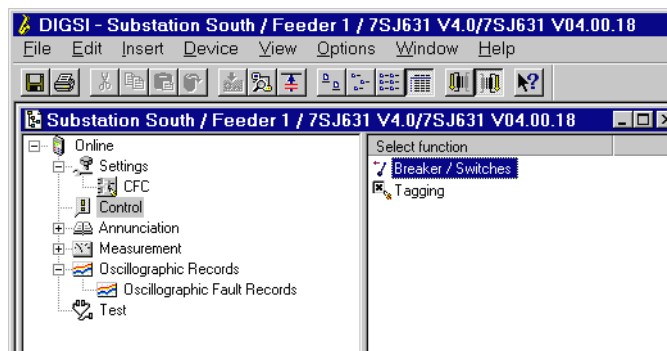 DIGSI - Substation South / Feeder 1 / 7SJ631 V4.0/7SJ631 V04.00.18
File Edit Insert Device View Options Window Help
Substation South / Feeder 1 / 7SJ631 V4.0/7SJ631 V04.00.18
Online
Settings
CFC
Control
Annunciation
Measurement
Oscillographic Records
Oscillographic Fault Records
Test
Select function
Breaker / Switches
Tagging